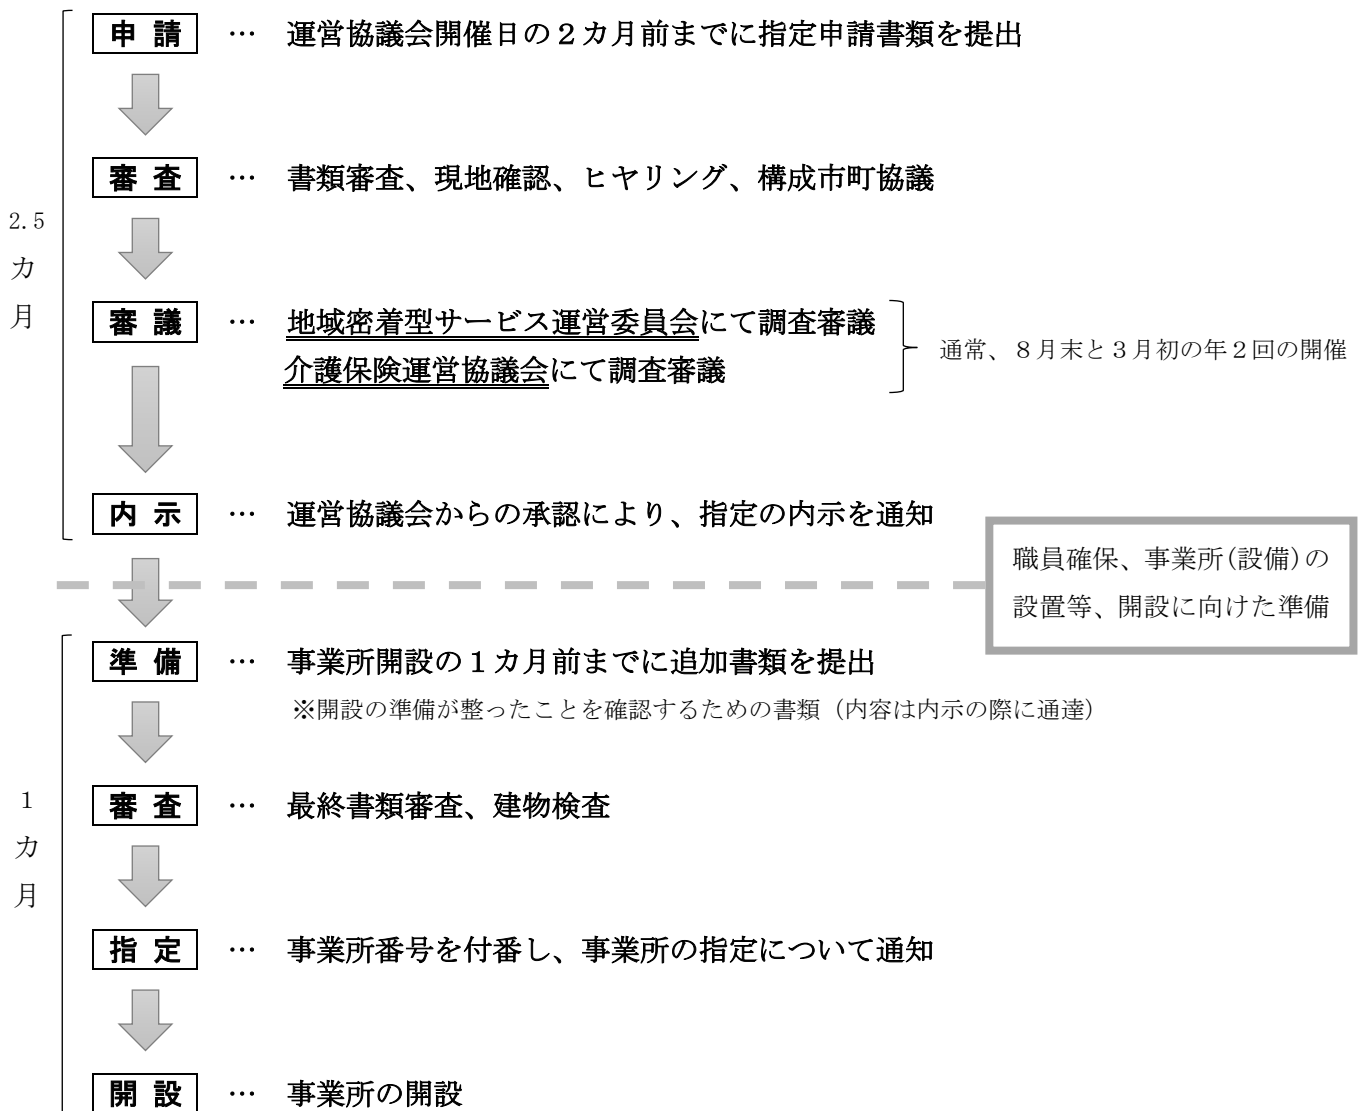 申 請 … 運営協議会開催日の２カ月前までに指定申請書類を提出
審 査 … 書類審査、現地確認、ヒヤリング、構成市町協議
2.5
カ
月
審 議 … 地域密着型サービス運営委員会にて調査審議
介護保険運営協議会にて調査審議
通常、８月末と３月初の年２回の開催
内 示 … 運営協議会からの承認により、指定の内示を通知
職員確保、事業所(設備)の
設置等、開設に向けた準備
準 備 … 事業所開設の１カ月前までに追加書類を提出
※開設の準備が整ったことを確認するための書類（内容は内示の際に通達）
審 査 … 最終書類審査、建物検査
1
カ
月
指 定 … 事業所番号を付番し、事業所の指定について通知
開 設 … 事業所の開設